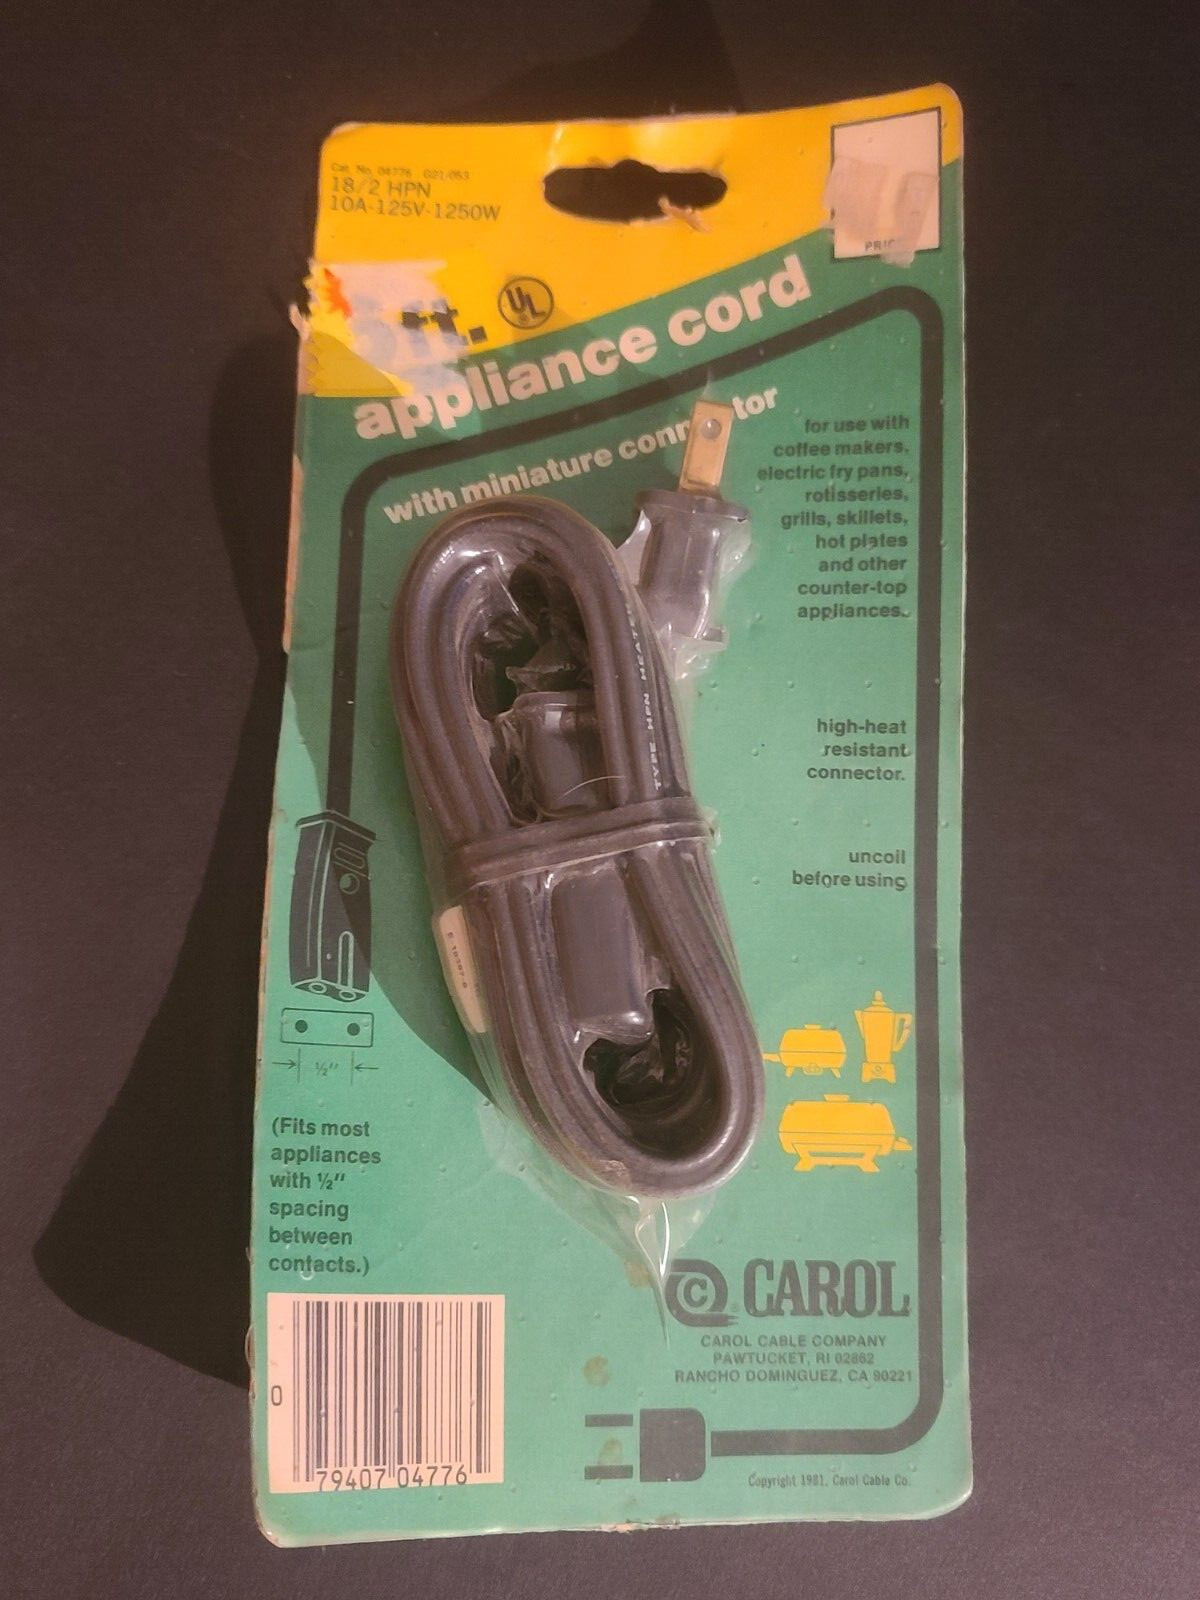 Cat. No. 04776 G21-053
18/2 HPN
10A-125V-1250W
PRIC
6ft.
UL
appliance cord
with miniature conn tor
for use with
coffee makers,
electric fry pans,
rotisseries,
grills, skillets,
hot plates
and other
counter-top
appliances.
TYPE HPN HEATER
high-heat
resistant
connector.
uncoil
before using
½"
(Fits most
appliances
with ½"
spacing
between
contacts.)
C CAROL
CAROL CABLE COMPANY
PAWTUCKET, RI 02862
RANCHO DOMINGUEZ, CA 90221
0
79407 04776
Copyright 1981, Carol Cable Co.